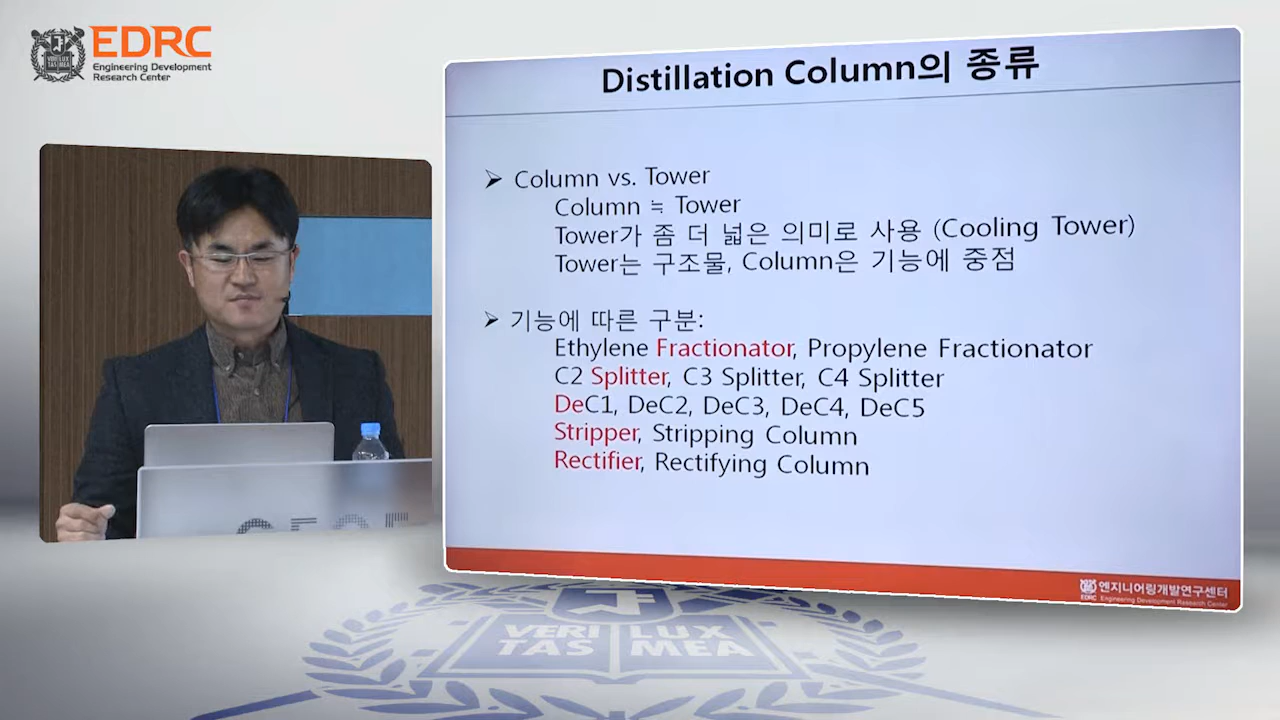 EDRC
Engineering Development
Research Center
VERI LUX
TAS MEA
Distillation Column의 종류
➢ Column vs. Tower
Column ≒ Tower
Tower가 좀 더 넓은 의미로 사용 (Cooling Tower)
Tower는 구조물, Column은 기능에 중점
➢ 기능에 따른 구분:
Ethylene Fractionator, Propylene Fractionator
C2 Splitter, C3 Splitter, C4 Splitter
DeC1, DeC2, DeC3, DeC4, DeC5
Stripper, Stripping Column
Rectifier, Rectifying Column
EDRC
엔지니어링개발연구센터
Engineering Development Research Center
VERI LUX
TAS MEA